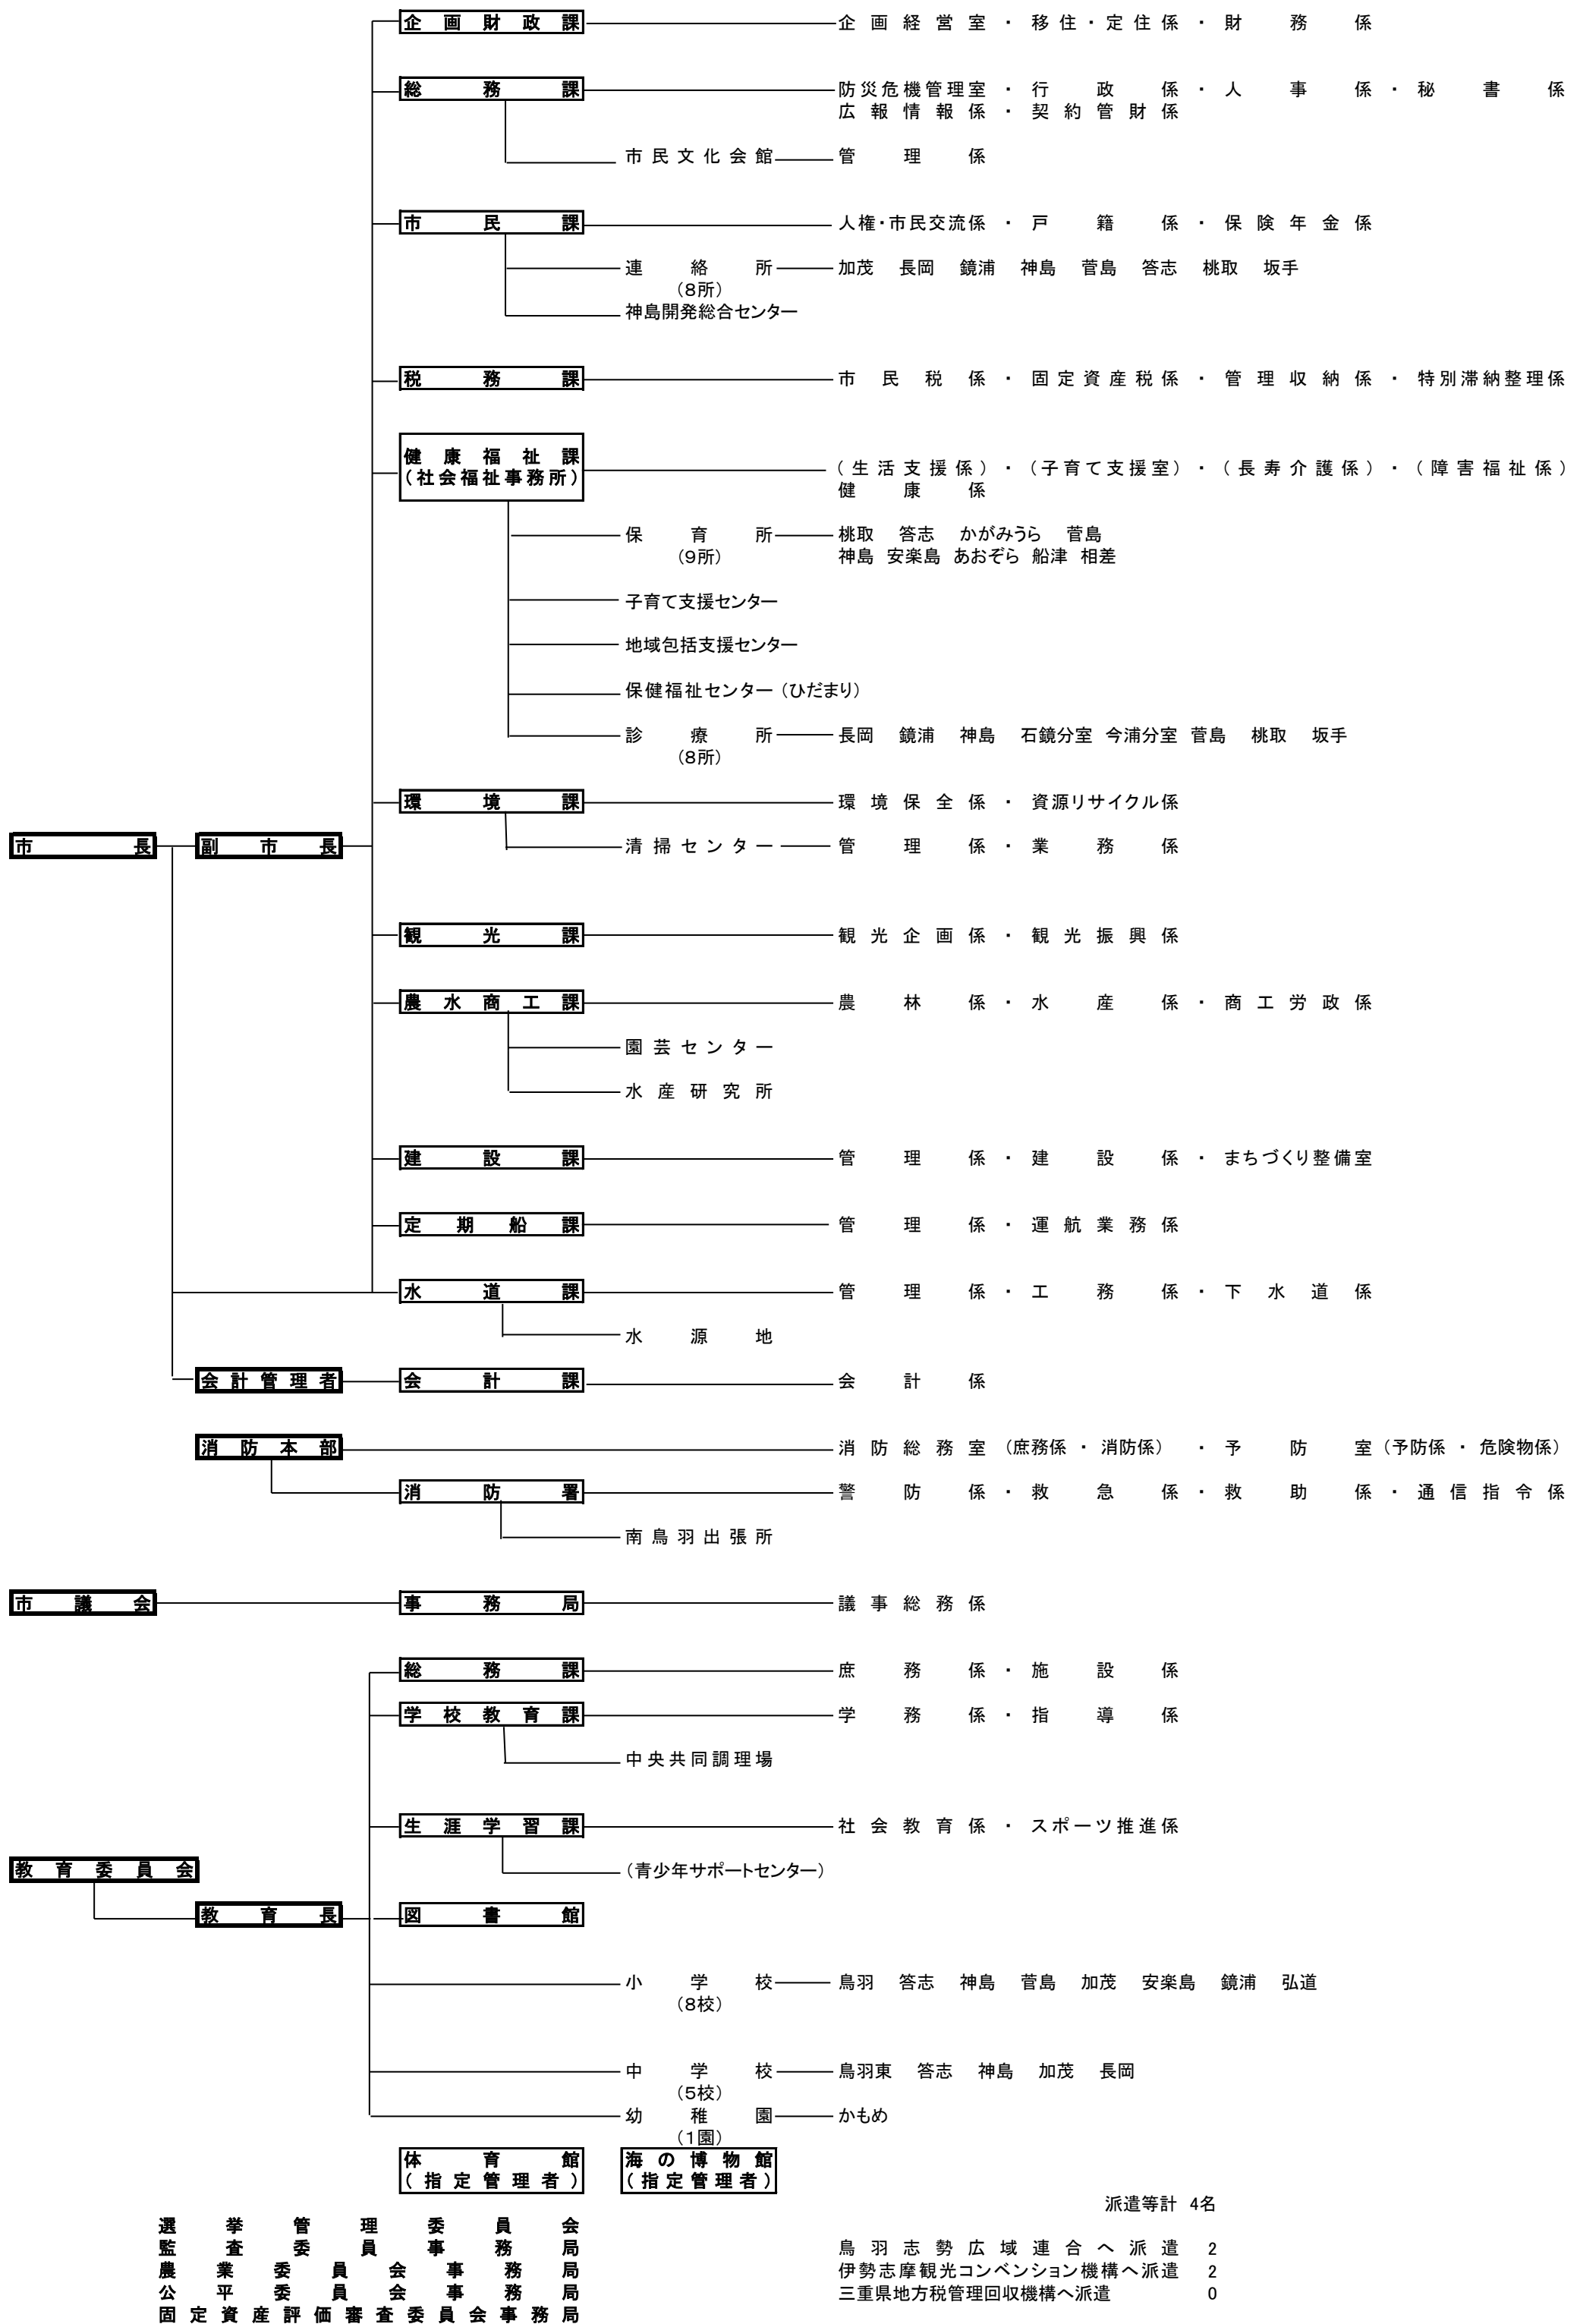 企画財政課 企画経営室・移住・定住係・財務係
総務課 防災危機管理室・行政係・人事係・秘書係
広報情報係・契約管財係
市民文化会館 管理係
市民課 人権・市民交流係・戸籍係・保険年金係
連絡所 加茂 長岡 鏡浦 神島 菅島 答志 桃取 坂手
（8所）
神島開発総合センター
税務課 市民税係・固定資産税係・管理収納係・特別滞納整理係
健康福祉課
（社会福祉事務所） （生活支援係）・（子育て支援室）・（長寿介護係）・（障害福祉係）
健康係
保育所 桃取 答志 かがみうら 菅島
（9所） 神島 安楽島 あおぞら 船津 相差
子育て支援センター
地域包括支援センター
保健福祉センター（ひだまり）
診療所 長岡 鏡浦 神島 石鏡分室 今浦分室 菅島 桃取 坂手
（8所）
環境課 環境保全係・資源リサイクル係
市長 副市長 清掃センター 管理係・業務係
観光課 観光企画係・観光振興係
農水商工課 農林係・水産係・商工労政係
園芸センター
水産研究所
建設課 管理係・建設係・まちづくり整備室
定期船課 管理係・運航業務係
水道課 管理係・工務係・下水道係
水源地
会計管理者 会計課 会計係
消防本部 消防総務室（庶務係・消防係）・予防室（予防係・危険物係）
消防署 警防係・救急係・救助係・通信指令係
南鳥羽出張所
市議会 事務局 議事総務係
総務課 庶務係・施設係
学校教育課 学務係・指導係
中央共同調理場
生涯学習課 社会教育係・スポーツ推進係
教育委員会 （青少年サポートセンター）
教育長 図書館
小学校 鳥羽 答志 神島 菅島 加茂 安楽島 鏡浦 弘道
（8校）
中学校 鳥羽東 答志 神島 加茂 長岡
（5校）
幼稚園 かもめ
（1園）
体育館 海の博物館
（指定管理者） （指定管理者）
派遣等計 4名
選挙管理委員会
監査委員事務局 鳥羽志勢広域連合へ派遣 2
農業委員会事務局 伊勢志摩観光コンベンション機構へ派遣 2
公平委員会事務局 三重県地方税管理回収機構へ派遣 0
固定資産評価審査委員会事務局